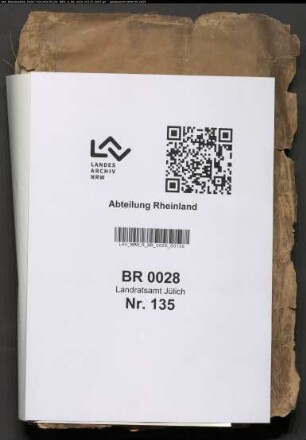 LANDES
ARCHIV
NRW
Abteilung Rheinland
BR 0028
Landratsamt Jülich
Nr. 135